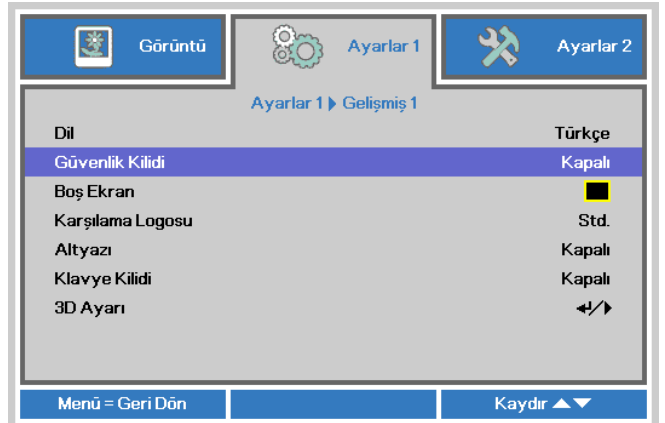 Görüntü
Ayarlar 1
Ayarlar 2
Ayarlar 1 Gelişmiş 1
Dil Türkçe
Güvenlik Kilidi Kapalı
Boş Ekran
Karşılama Logosu Std.
Altyazı Kapalı
Klavye Kilidi Kapalı
3D Ayarı
Menü = Geri Dön Kaydır